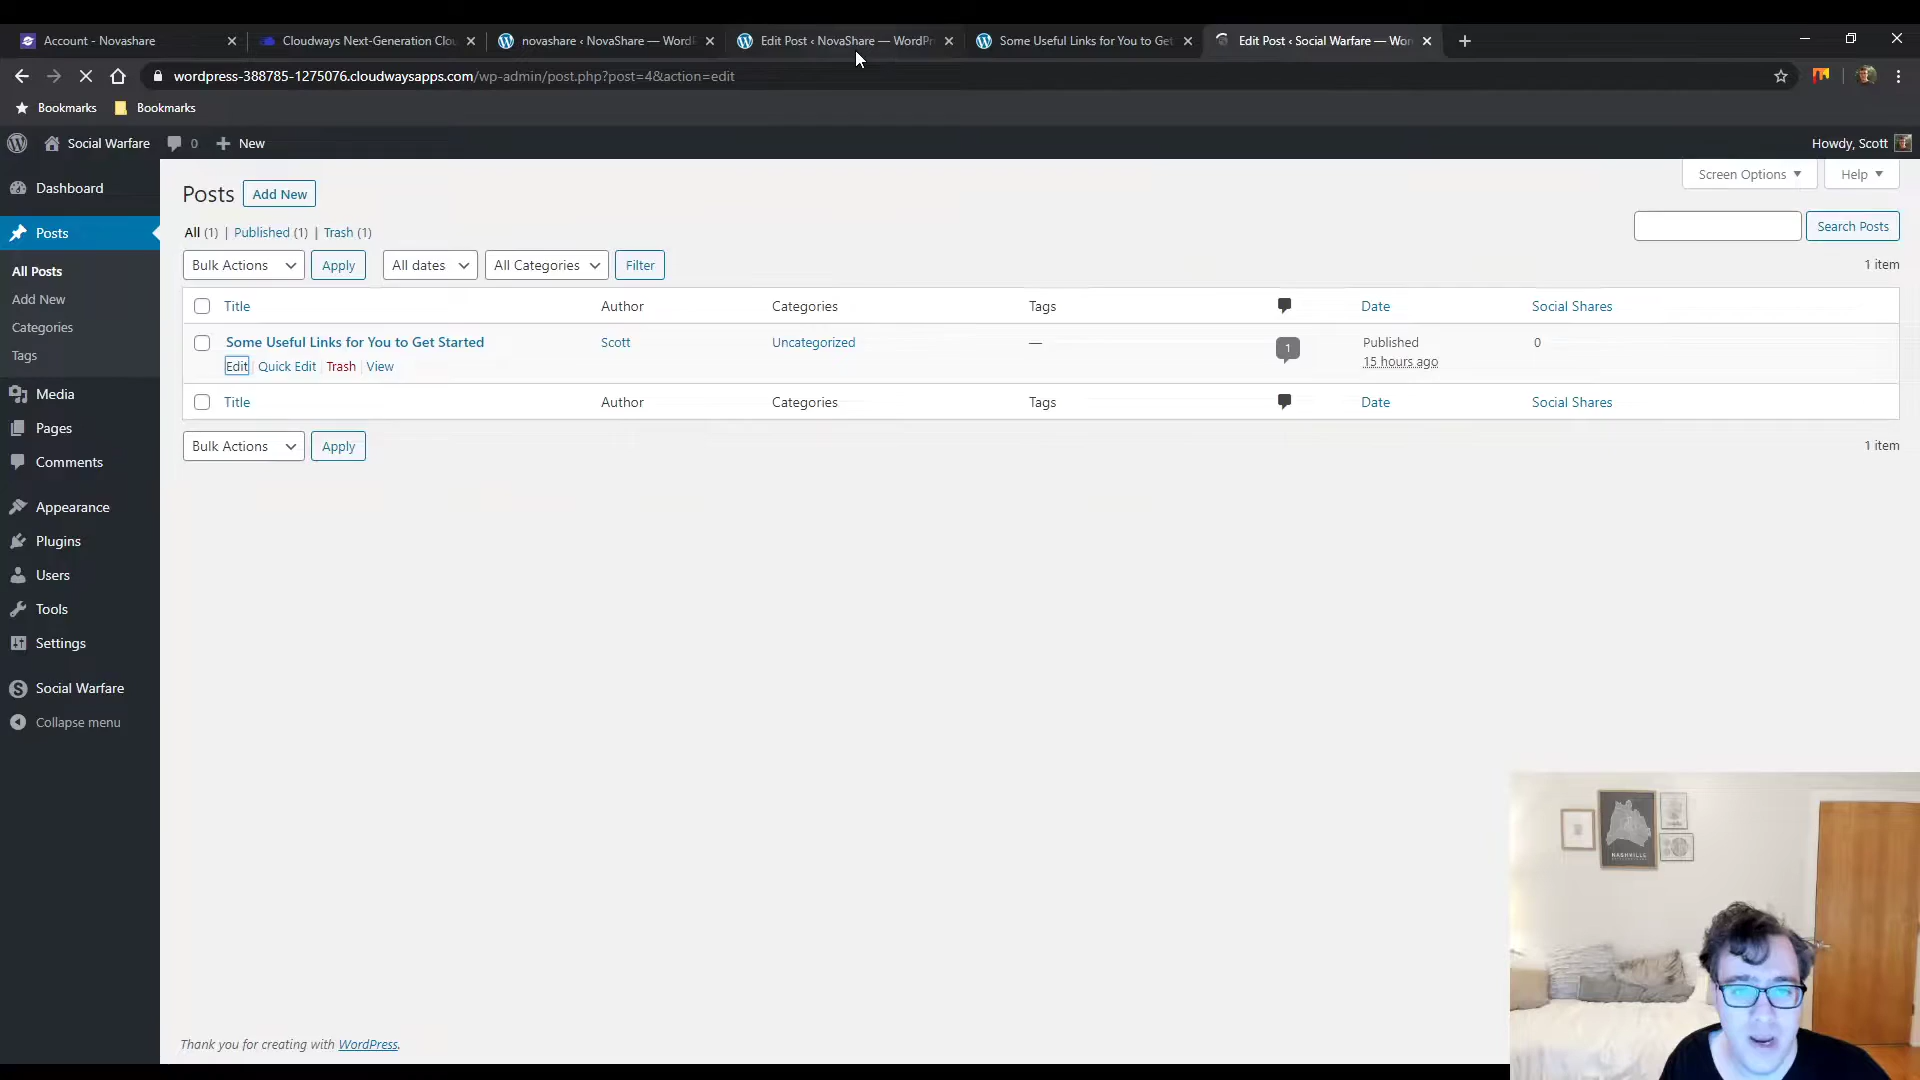 Account - Novashare
Cloudways Next-Generation Clo
novashare ‹ NovaShare — WordP
Edit Post ‹ NovaShare — WordPr
Some Useful Links for You to Get
Edit Post ‹ Social Warfare — Wor
wordpress-388785-1275076.cloudwaysapps.com/wp-admin/post.php?post=4&action=edit
Bookmarks
Bookmarks
Social Warfare
0
New
Howdy, Scott
Dashboard
Posts
All Posts
Add New
Categories
Tags
Media
Pages
Comments
Appearance
Plugins
Users
Tools
Settings
Social Warfare
Collapse menu
Posts
Add New
Screen Options
Help
All (1) | Published (1) | Trash (1)
Search Posts
Bulk Actions
Apply
All dates
All Categories
Filter
1 item
Title
Author
Categories
Tags
Date
Social Shares
Some Useful Links for You to Get Started
Scott
Uncategorized
—
1
Published
15 hours ago
0
Edit | Quick Edit | Trash | View
Title
Author
Categories
Tags
Date
Social Shares
Bulk Actions
Apply
1 item
Thank you for creating with WordPress.
NASHVILLE